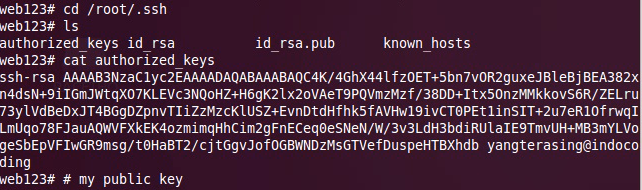 web123# cd /root/.ssh
web123# ls
authorized_keys id_rsa          id_rsa.pub      known_hosts
web123# cat authorized_keys
ssh-rsa AAAAB3NzaC1yc2EAAAADAQABAAABAQC4K/4GhX44lfzOET+5bn7vOR2guxeJBleBjBEA382x
n4dsN+9iIGmJWtqXO7KLEVc3NQoHZ+H6gK2lx2oVAeT9PQVmzMzf/38DD+Itx5OnzMMkkovS6R/ZELru
73ylVdBeDxJT4BGgDZpnvTIiZzMzcKlUSZ+EvnDtdHfhk5fAVHw19ivCT0PEt1inSIT+2u7eR1OfrwqI
LmUqo78FJauAQWVFXkEK4ozmimqHhCim2gFnECeq0eSNeN/W/3v3LdH3bdiRUlaIE9TmvUH+MB3mYLVo
geSbEpVFIwGR9msg/t0HaBT2/cjtGgvJofOGBWNDzMsGTVefDuspeHTBXhdb yangterasing@indoco
ding
web123# # my public key